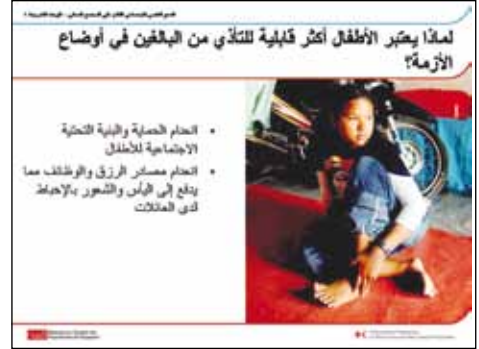 لماذا يعتبر الأطفال أكثر قابلية للتأذي من البالغين في أوضاع
الأزمة؟
• انعدام الحماية والبنية التحتية
الاجتماعية للأطفال
• انعدام مصادر الرزق والوظائف مما
يدفع إلى اليأس والشعور بالإحباط
لدى العائلات